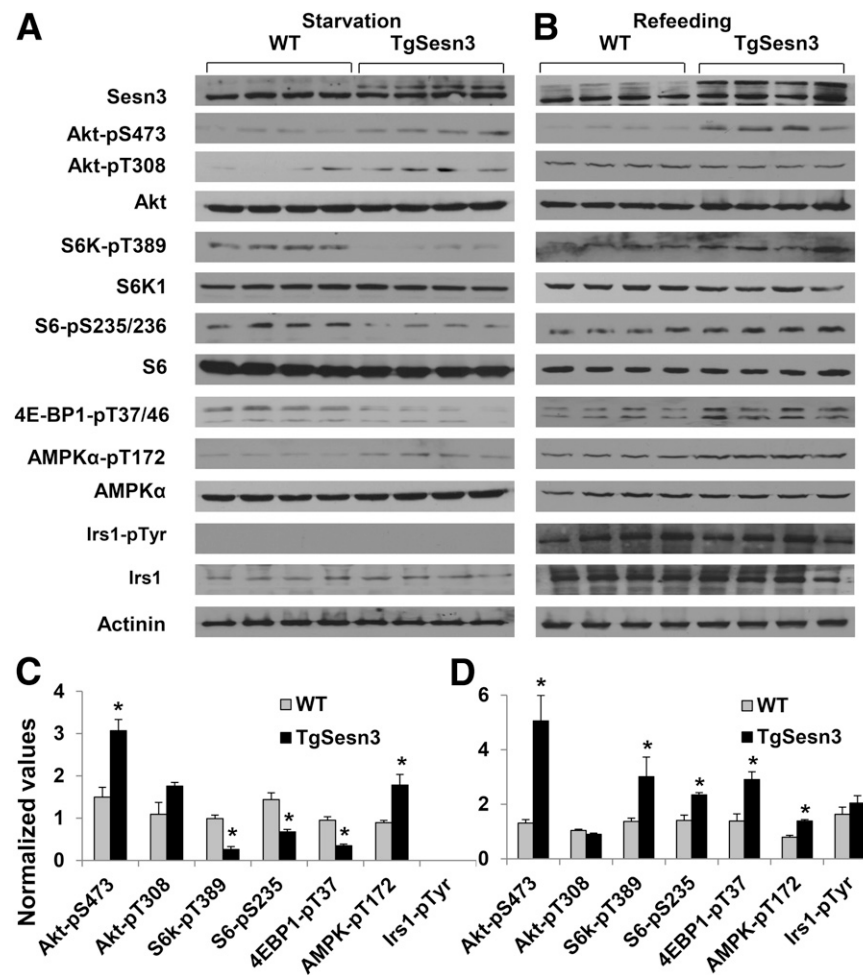 A
Starvation
WT TgSesn3
B
Refeeding
WT TgSesn3
Sesn3
Akt-pS473
Akt-pT308
Akt
S6K-pT389
S6K1
S6-pS235/236
S6
4E-BP1-pT37/46
AMPKα-pT172
AMPKα
Irs1-pTyr
Irs1
Actinin
C
Normalized values
4
3
2
1
0
*
*
*
*
*
WT
TgSesn3
Akt-pS473
Akt-pT308
S6k-pT389
S6-pS235
4EBP1-pT37
AMPK-pT172
Irs1-pTyr
D
6
4
2
0
*
*
*
*
*
WT
TgSesn3
Akt-pS473
Akt-pT308
S6K-pT389
S6-pS235
4EBP1-pT37
AMPK-pT172
Irs1-pTyr